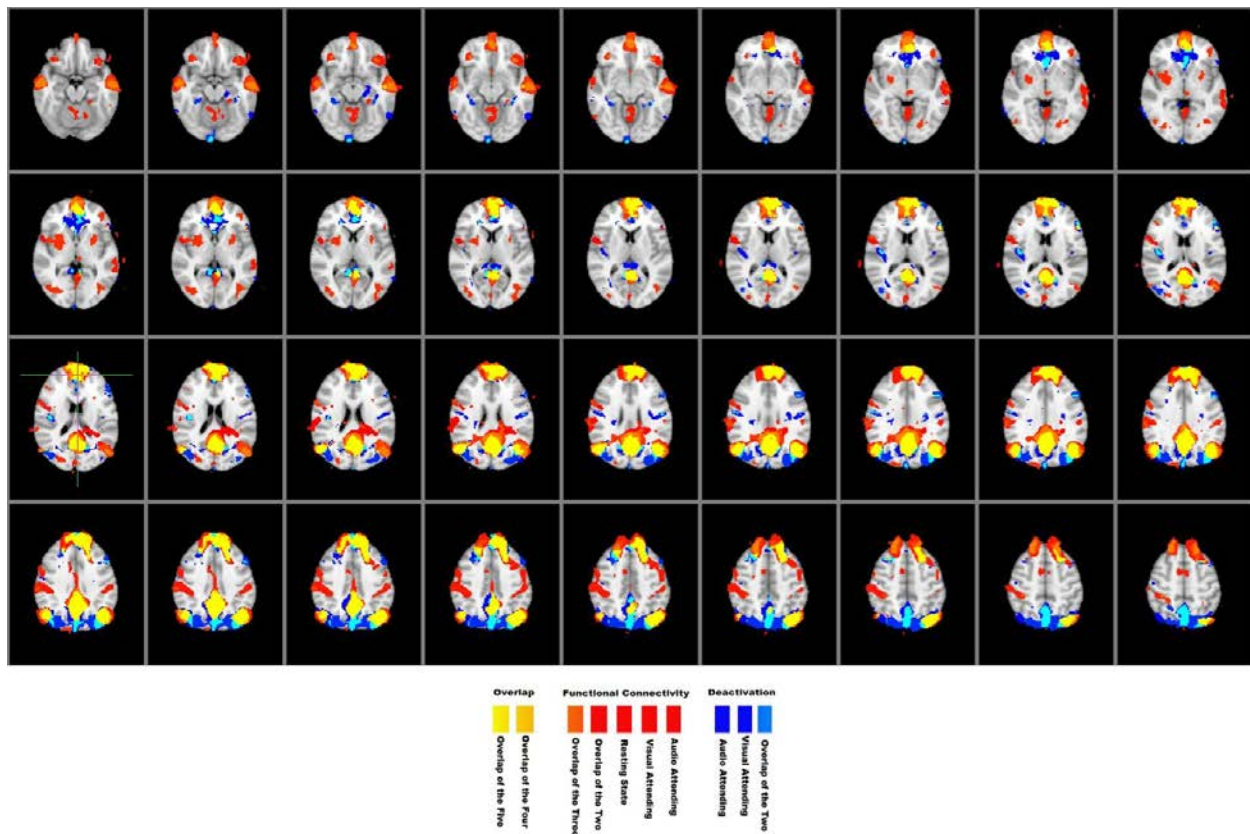 Overlap
Functional Connectivity
Deactivation
Overlap of the Five
Overlap of the Four
Overlap of the Three
Overlap of the Two
Resting State
Visual Attending
Audio Attending
Audio Attending
Visual Attending
Overlap of the Two